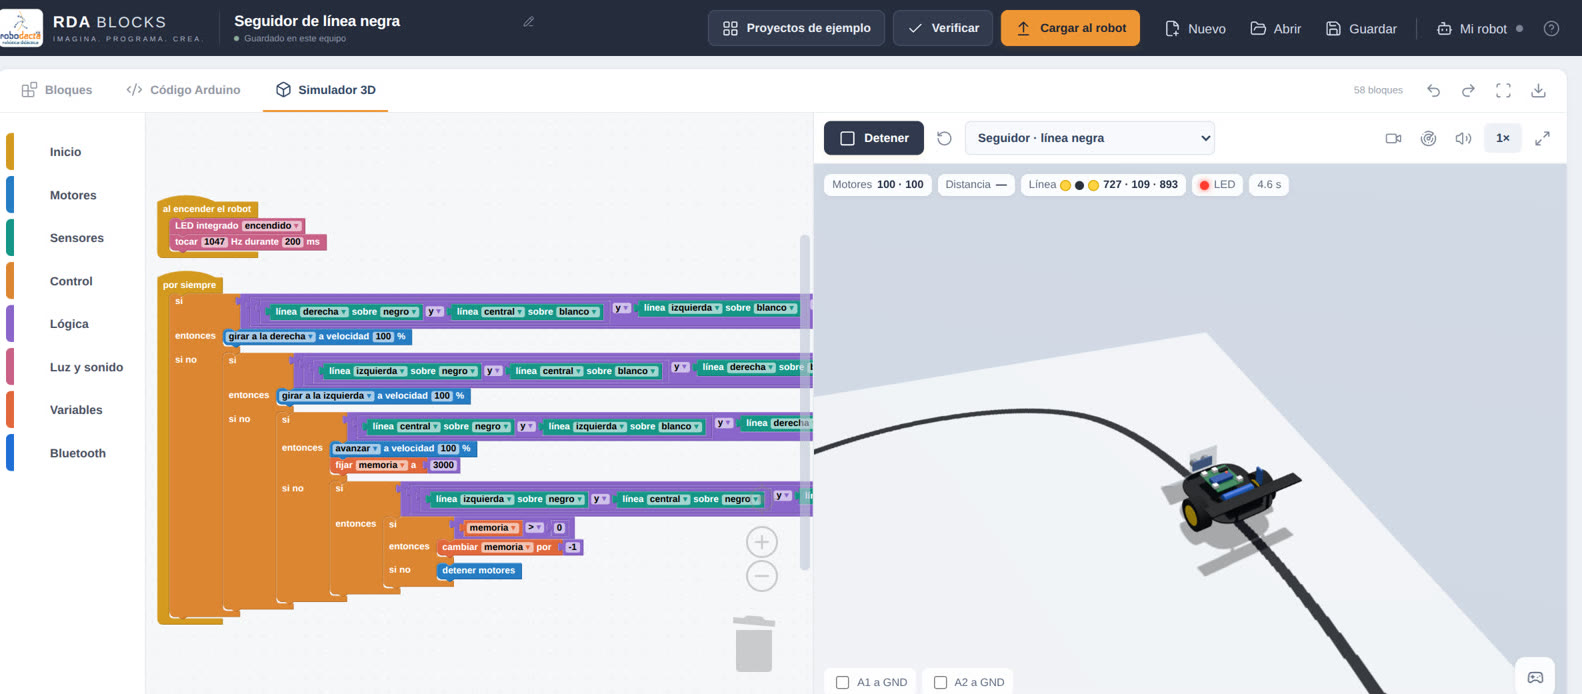 robodacta
robótica didáctica
RDA BLOCKS
IMAGINA. PROGRAMA. CREA.
Seguidor de línea negra
Guardado en este equipo
Proyectos de ejemplo
Verificar
Cargar al robot
Nuevo
Abrir
Guardar
Mi robot
Bloques
Código Arduino
Simulador 3D
58 bloques
Inicio
Motores
Sensores
Control
Lógica
Luz y sonido
Variables
Bluetooth
al encender el robot
LED integrado encendido
tocar 1047 Hz durante 200 ms
por siempre
si línea derecha sobre negro y línea central sobre blanco y línea izquierda sobre blanco
entonces girar a la derecha a velocidad 100 %
si no si línea izquierda sobre negro y línea central sobre blanco y línea derecha sobre
entonces girar a la izquierda a velocidad 100 %
si no si línea central sobre negro y línea izquierda sobre blanco y línea derecha
entonces avanzar a velocidad 100 %
fijar memoria a 3000
si no si línea izquierda sobre negro y línea central sobre negro y
entonces si memoria > 0
entonces cambiar memoria por -1
si no detener motores
Detener
Seguidor · línea negra
1×
Motores 100 · 100
Distancia —
Línea 727 · 109 · 893
LED
4.6 s
A1 a GND
A2 a GND